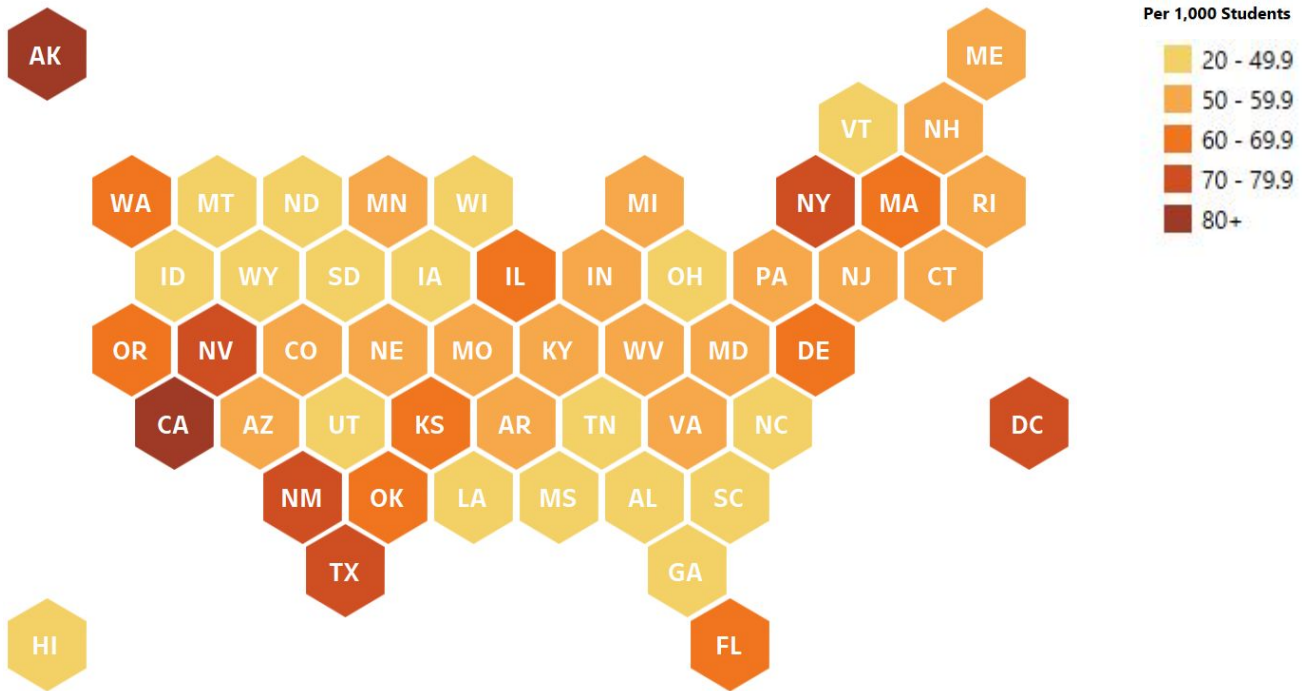 Per 1,000 Students
20 - 49.9
50 - 59.9
60 - 69.9
70 - 79.9
80+
AK
ME
VT NH
WA MT ND MN WI MI NY MA RI
ID WY SD IA IL IN OH PA NJ CT
OR NV CO NE MO KY WV MD DE
CA AZ UT KS AR TN VA NC DC
NM OK LA MS AL SC
TX GA
HI FL